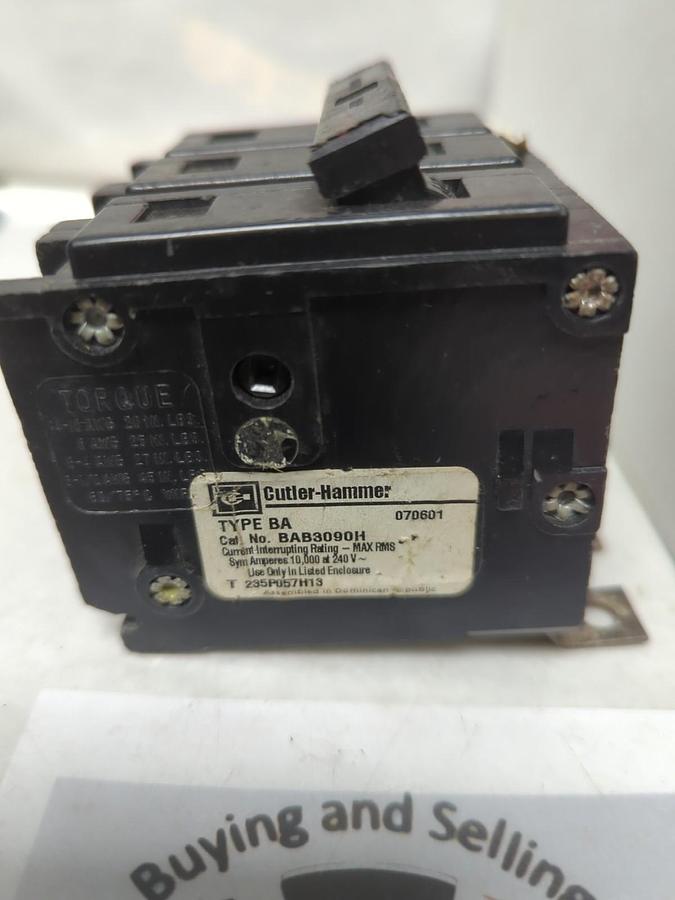 TORQUE
Cutler-Hammer
070601
TYPE BA
Cat. No. BAB3090H
Current Interrupting Rating – MAX RMS
Sym Amperes 10,000 at 240 V ~
Use Only In Listed Enclosure
T 235P057H13
Assembled in Dominican Republic
Buying and Selling